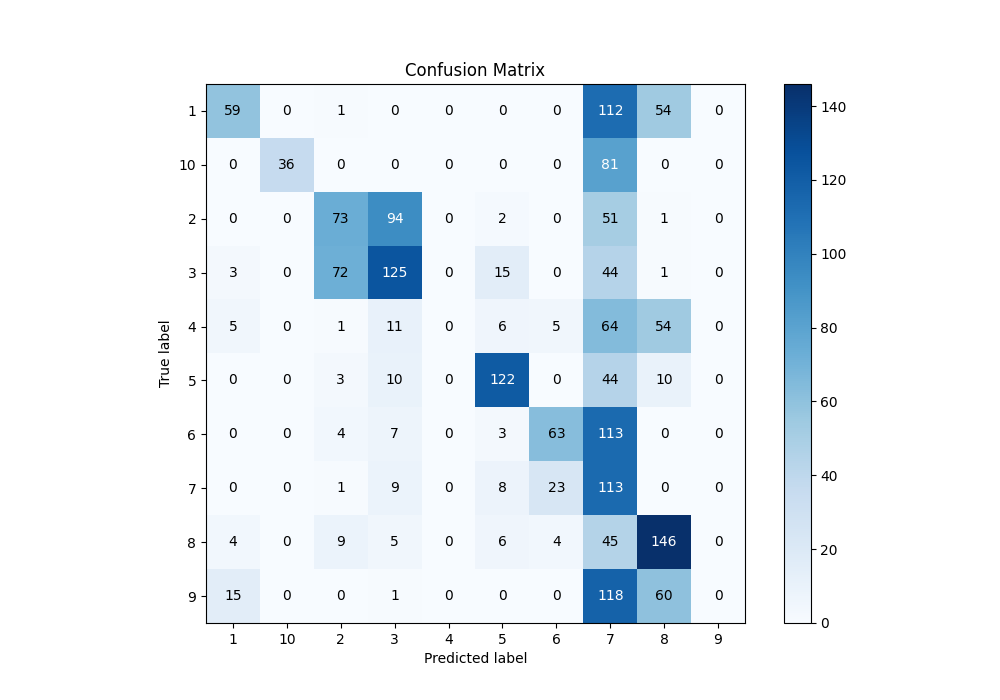 Confusion Matrix
1 59 0 1 0 0 0 0 112 54 0
10 0 36 0 0 0 0 0 81 0 0
2 0 0 73 94 0 2 0 51 1 0
3 3 0 72 125 0 15 0 44 1 0
4 5 0 1 11 0 6 5 64 54 0
5 0 0 3 10 0 122 0 44 10 0
6 0 0 4 7 0 3 63 113 0 0
7 0 0 1 9 0 8 23 113 0 0
8 4 0 9 5 0 6 4 45 146 0
9 15 0 0 1 0 0 0 118 60 0
1 10 2 3 4 5 6 7 8 9
Predicted label
True label
140
120
100
80
60
40
20
0